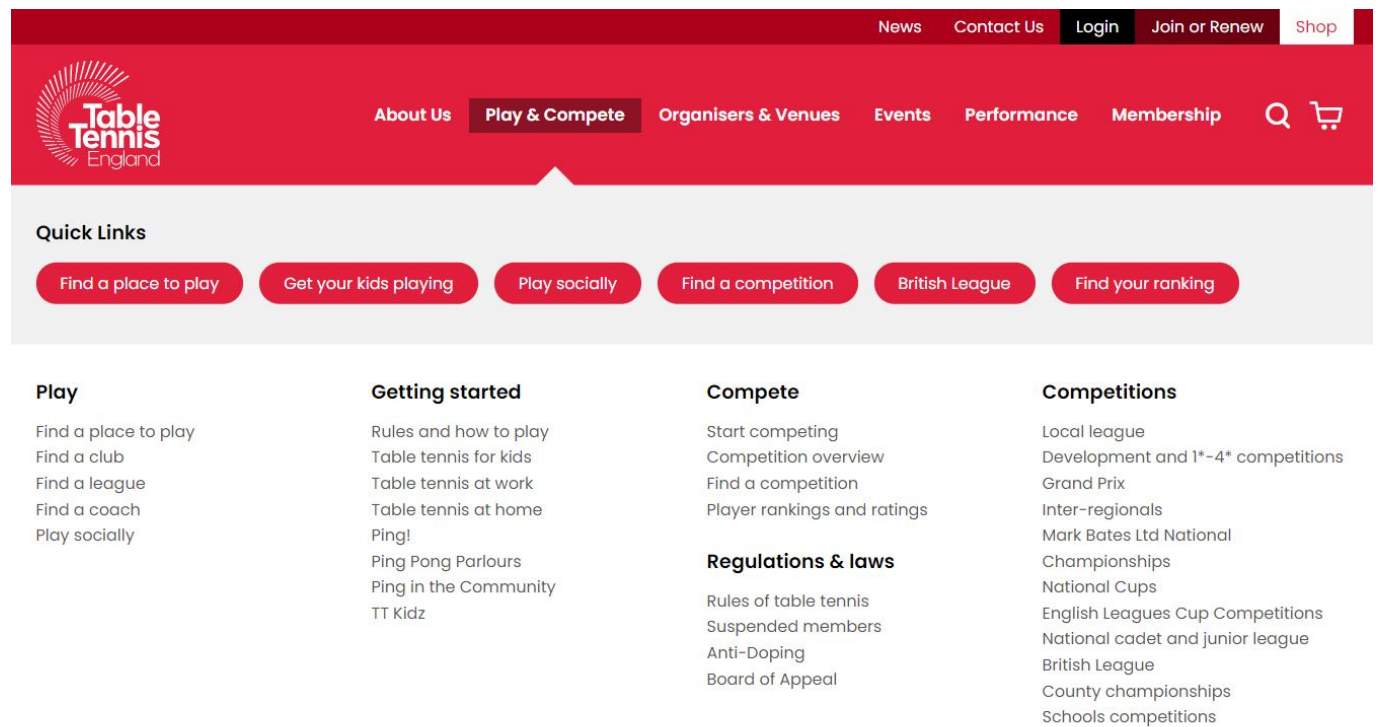 News Contact Us Login Join or Renew Shop
Table
Tennis
England
About Us Play & Compete Organisers & Venues Events Performance Membership
Quick Links
Find a place to play Get your kids playing Play socially Find a competition British League Find your ranking
Play
Find a place to play
Find a club
Find a league
Find a coach
Play socially
Getting started
Rules and how to play
Table tennis for kids
Table tennis at work
Table tennis at home
Ping!
Ping Pong Parlours
Ping in the Community
TT Kidz
Compete
Start competing
Competition overview
Find a competition
Player rankings and ratings
Regulations & laws
Rules of table tennis
Suspended members
Anti-Doping
Board of Appeal
Competitions
Local league
Development and 1*-4* competitions
Grand Prix
Inter-regionals
Mark Bates Ltd National
Championships
National Cups
English Leagues Cup Competitions
National cadet and junior league
British League
County championships
Schools competitions